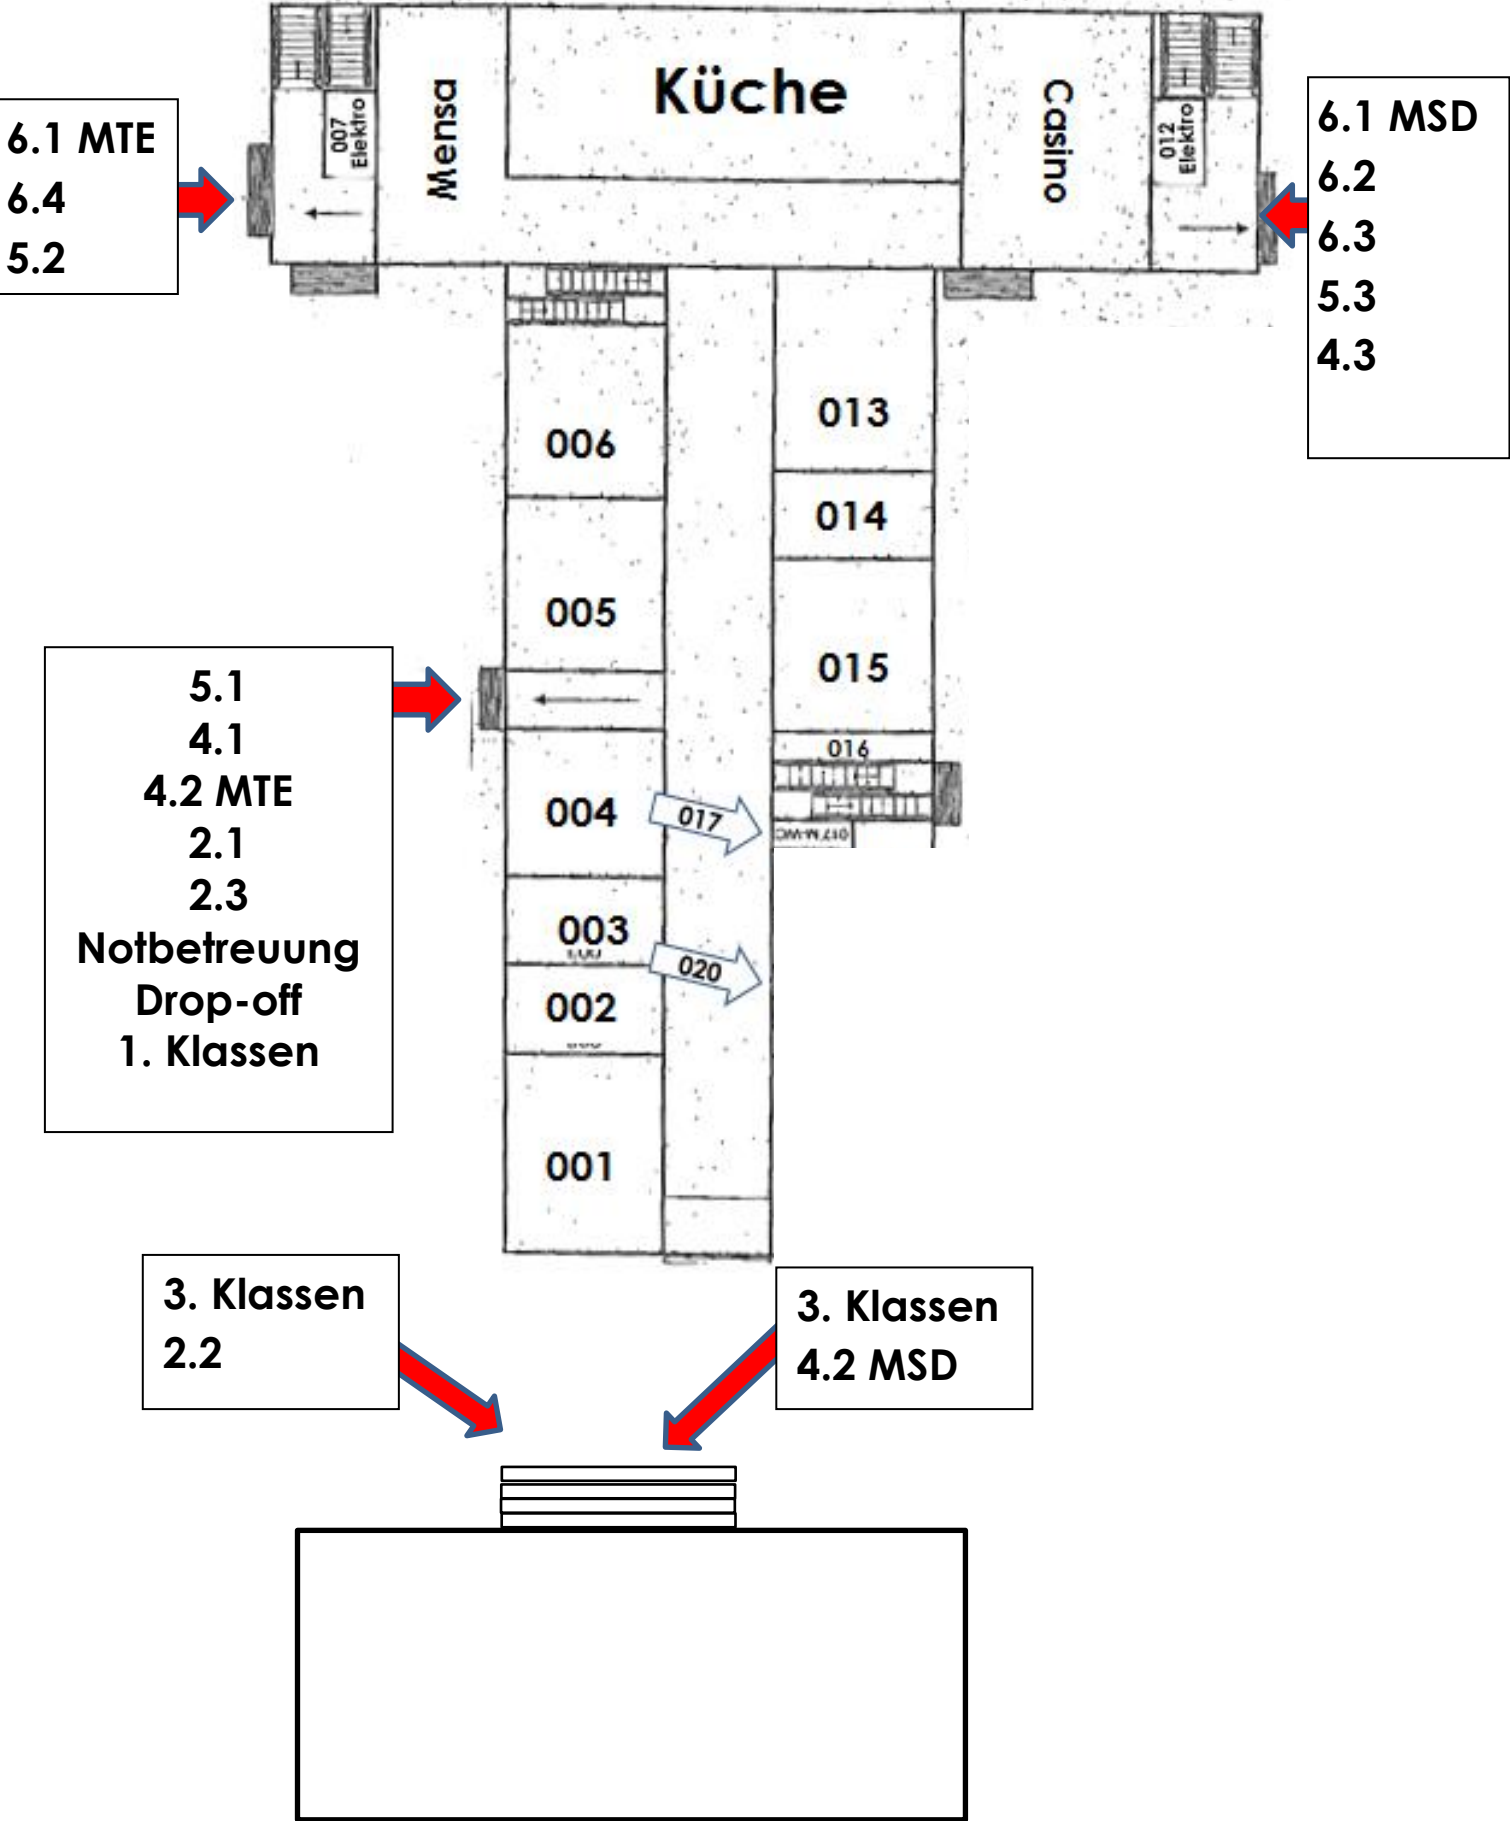 Küche
Mensa
Casino
007
Elektro
012
Elektro
6.1 MTE
6.4
5.2
6.1 MSD
6.2
6.3
5.3
4.3
006
013
014
005
015
016
5.1
4.1
4.2 MTE
2.1
2.3
Notbetreuung
Drop-off
1. Klassen
004
017
017 M-WC
003
020
002
001
3. Klassen
2.2
3. Klassen
4.2 MSD